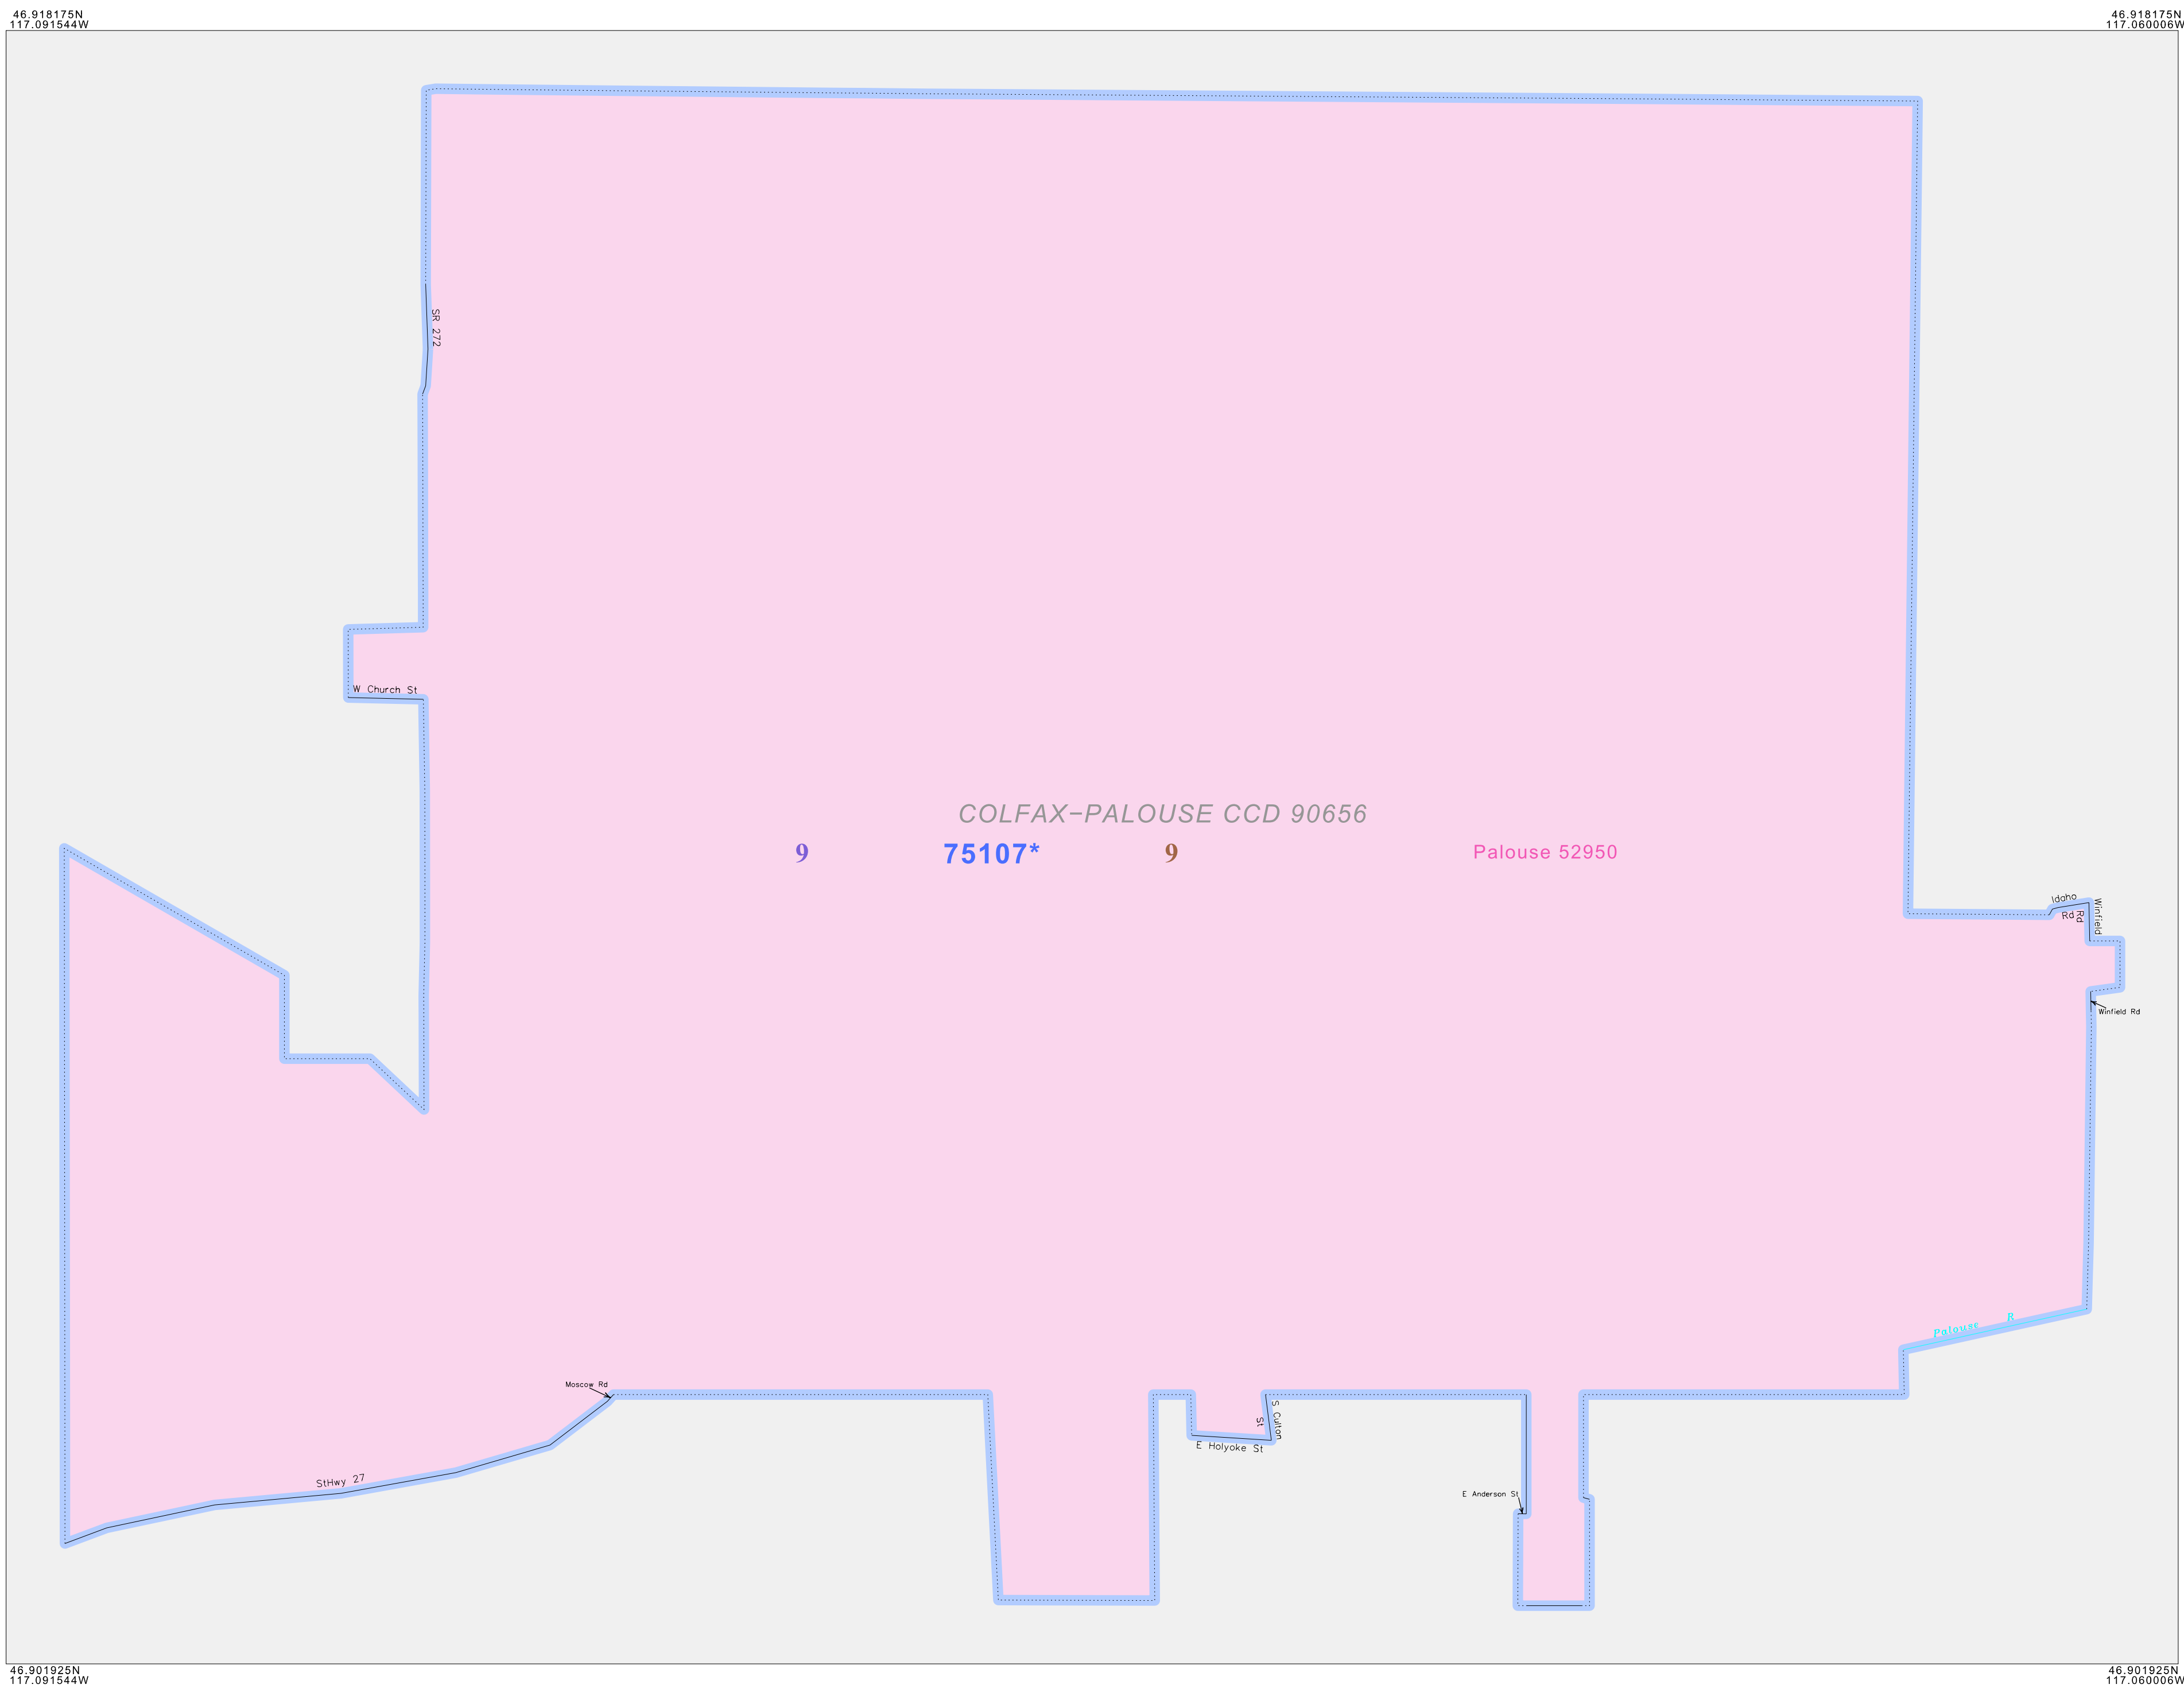 46.918175N
117.091544W
46.918175N
117.060006W
SR 272
W Church St
COLFAX-PALOUSE CCD 90656
9
75107*
9
Palouse 52950
Idaho
Rd
Winfield
Rd
Winfield Rd
Palouse R
Moscow Rd
S Culton
St
E Holyoke St
StHwy 27
E Anderson St
46.901925N
117.091544W
46.901925N
117.060006W